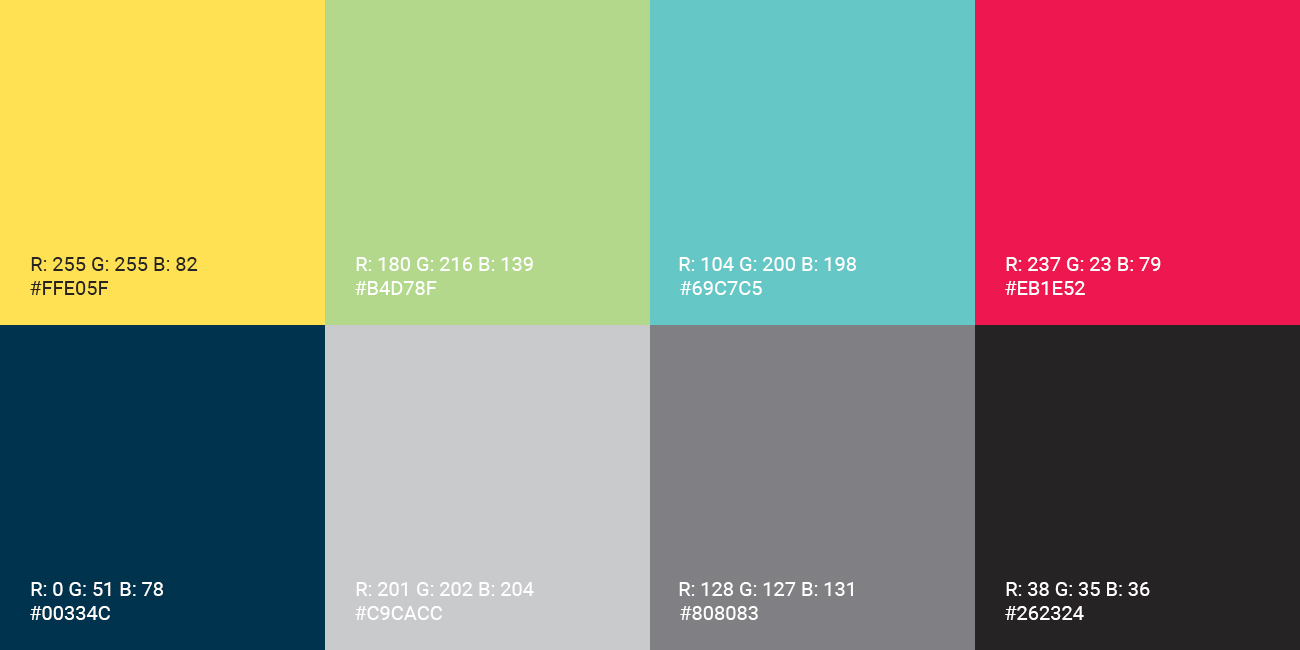 R: 255 G: 255 B: 82
#FFE05F
R: 180 G: 216 B: 139
#B4D78F
R: 104 G: 200 B: 198
#69C7C5
R: 237 G: 23 B: 79
#EB1E52
R: 0 G: 51 B: 78
#00334C
R: 201 G: 202 B: 204
#C9CACC
R: 128 G: 127 B: 131
#808083
R: 38 G: 35 B: 36
#262324